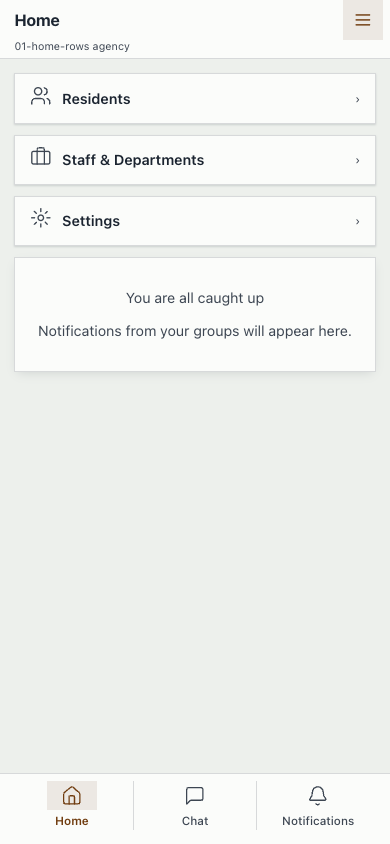 Home
01-home-rows agency
Residents
Staff & Departments
Settings
You are all caught up
Notifications from your groups will appear here.
Home
Chat
Notifications